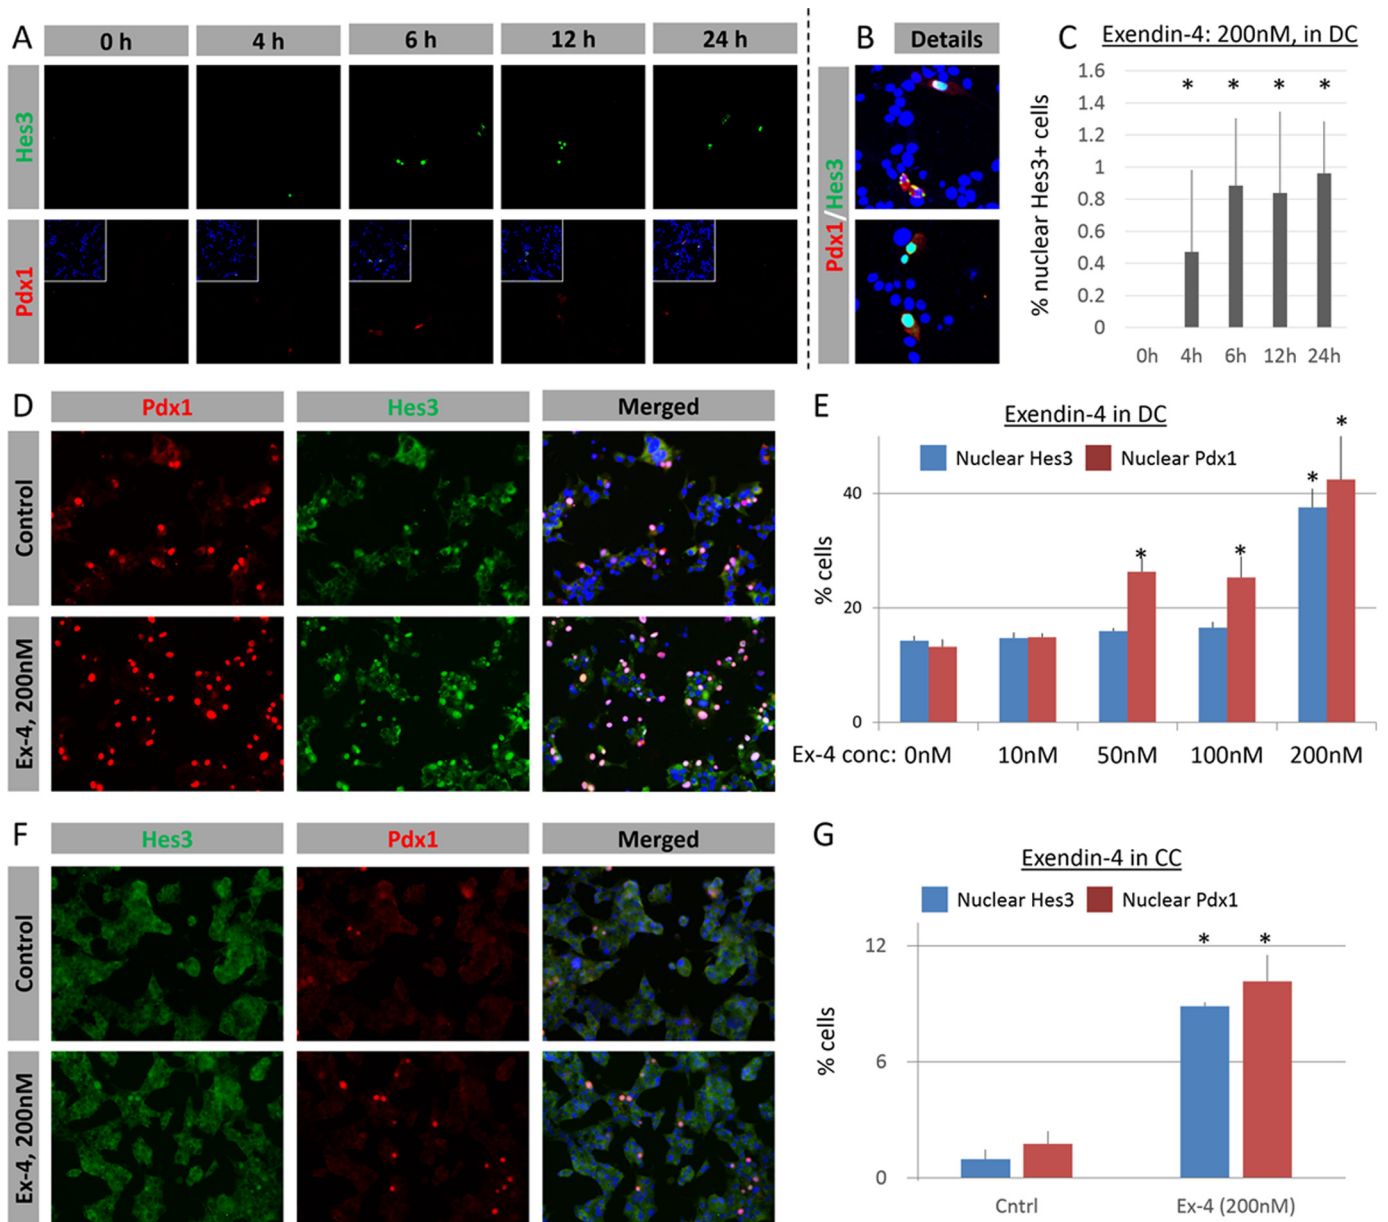 A
0 h
4 h
6 h
12 h
24 h
Hes3
Pdx1
B
Details
Pdx1/Hes3
C
Exendin-4: 200nM, in DC
% nuclear Hes3+ cells
1.6
1.4
1.2
1
0.8
0.6
0.4
0.2
0
* * * *
0h 4h 6h 12h 24h
D
Pdx1
Hes3
Merged
Control
Ex-4, 200nM
E
Exendin-4 in DC
Nuclear Hes3
Nuclear Pdx1
% cells
40
20
0
* * * *
Ex-4 conc: 0nM 10nM 50nM 100nM 200nM
F
Hes3
Pdx1
Merged
Control
Ex-4, 200nM
G
Exendin-4 in CC
Nuclear Hes3
Nuclear Pdx1
% cells
12
6
0
* *
Cntrl
Ex-4 (200nM)